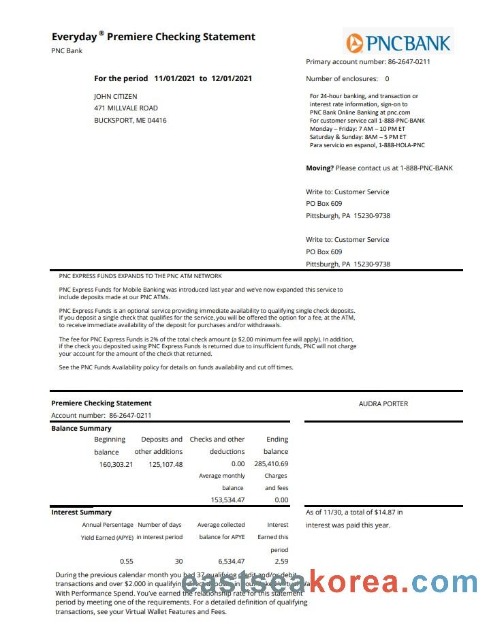 Everyday ® Premiere Checking Statement
PNC Bank
PNCBANK
Primary account number: 86-2647-0211
For the period 11/01/2021 to 12/01/2021
Number of enclosures: 0
JOHN CITIZEN
471 MILLVALE ROAD
BUCKSPORT, ME 04416
For 24-hour banking, and transaction or
interest rate information, sign-on to
PNC Bank Online Banking at pnc.com
For customer service call 1-888-PNC-BANK
Monday – Friday: 7 AM – 10 PM ET
Saturday & Sunday: 8AM – 5 PM ET
Para servicio en espanol, 1-888-HOLA-PNC
Moving? Please contact us at 1-888-PNC-BANK
Write to: Customer Service
PO Box 609
Pittsburgh, PA 15230-9738
Write to: Customer Service
PO Box 609
Pittsburgh, PA 15230-9738
PNC EXPRESS FUNDS EXPANDS TO THE PNC ATM NETWORK
PNC Express Funds for Mobile Banking was introduced last year and we've now expanded this service to
include deposits made at our PNC ATMs.
PNC Express Funds is an optional service providing immediate availability to qualifying single check deposits.
If you deposit a single check that qualifies for the service, you will be offered the option for a fee, at the ATM,
to receive immediate availability of the deposit for purchases and/or withdrawals.
The fee for PNC Express Funds is 2% of the total check amount (a $2.00 minimum fee will apply). In addition,
if the check you deposited using PNC Express Funds is returned due to insufficient funds, PNC will not charge
your account for the amount of the check that returned.
See the PNC Funds Availability policy for details on funds availability and cut off times.
Premiere Checking Statement
AUDRA PORTER
Account number: 86-2647-0211
Balance Summary
Beginning Deposits and Checks and other Ending
balance other additions deductions balance
160,303.21 125,107.48 0.00 285,410.69
Average monthly Charges
balance and fees
153,534.47 0.00
Interest Summary
As of 11/30, a total of $14.87 in
interest was paid this year.
Annual Percentage Number of days Average collected Interest
Yield Earned (APYE) in interest period balance for APYE Earned this
period
0.55 30 6,534.47 2.59
During the previous calendar month you had 37 qualifying credit and/or debit
transactions and over $2,000 in qualifying
With Performance Spend. You've earned the relationship rate for this statement
period by meeting one of the requirements. For a detailed definition of qualifying
transactions, see your Virtual Wallet Features and Fees.
eastseakorea.com